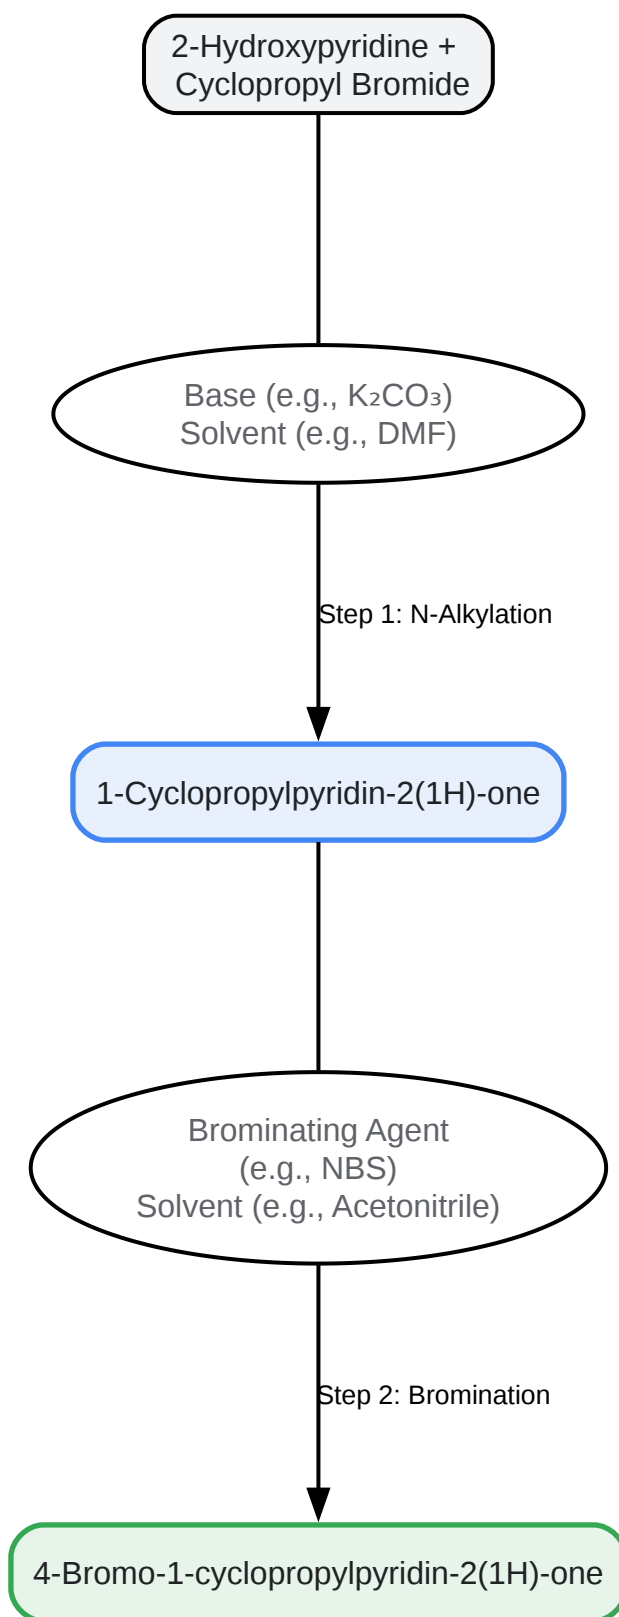 2-Hydroxypyridine +
Cyclopropyl Bromide
Base (e.g., K₂CO₃)
Solvent (e.g., DMF)
Step 1: N-Alkylation
1-Cyclopropylpyridin-2(1H)-one
Brominating Agent
(e.g., NBS)
Solvent (e.g., Acetonitrile)
Step 2: Bromination
4-Bromo-1-cyclopropylpyridin-2(1H)-one